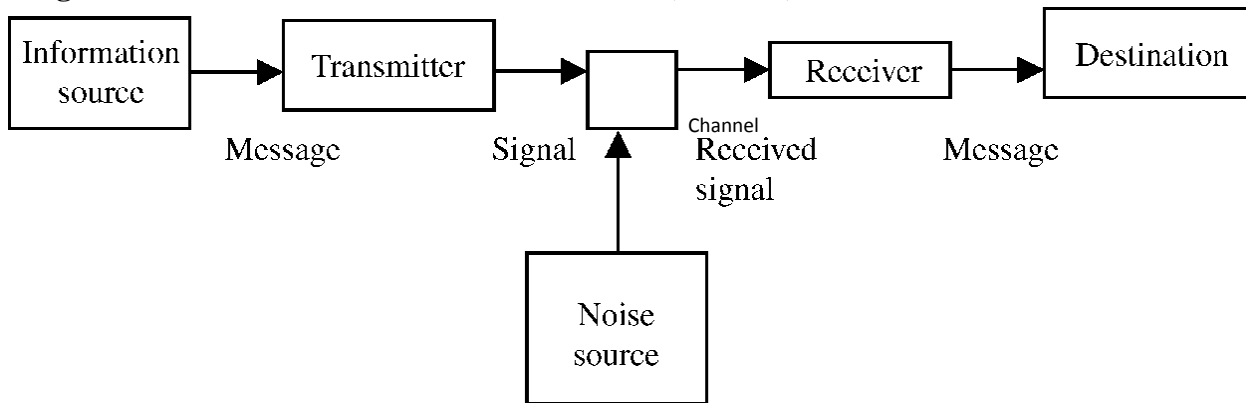 Information
source
Transmitter
Receiver
Destination
Channel
Message
Signal
Received
signal
Message
Noise
source